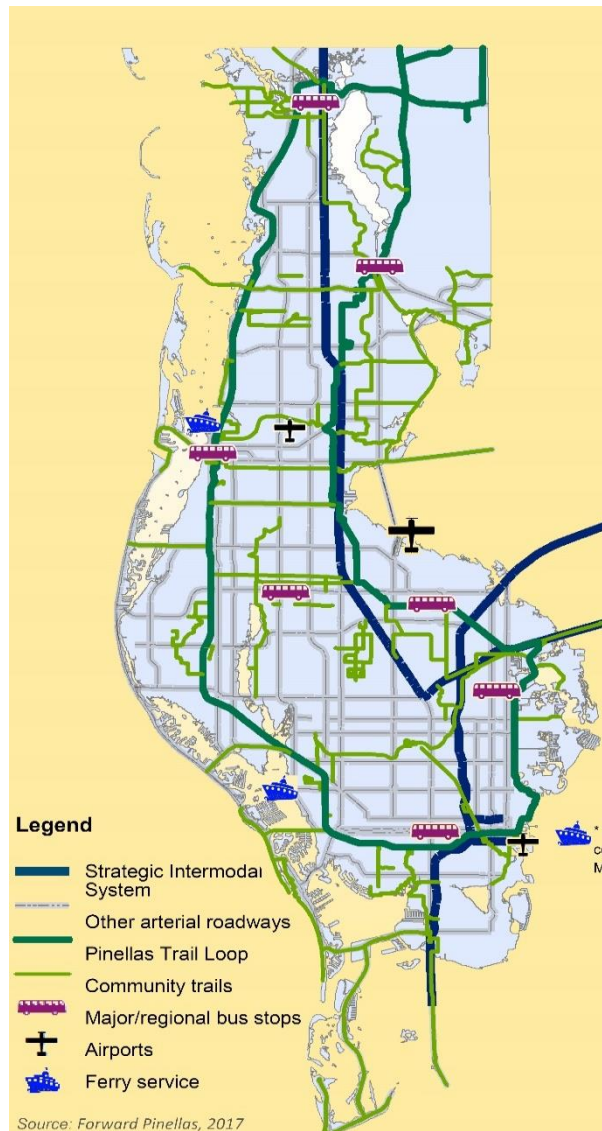 Legend
Strategic Intermodal
System
Other arterial roadways
Pinellas Trail Loop
Community trails
Major/regional bus stops
Airports
Ferry service
Source: Forward Pinellas, 2017
*